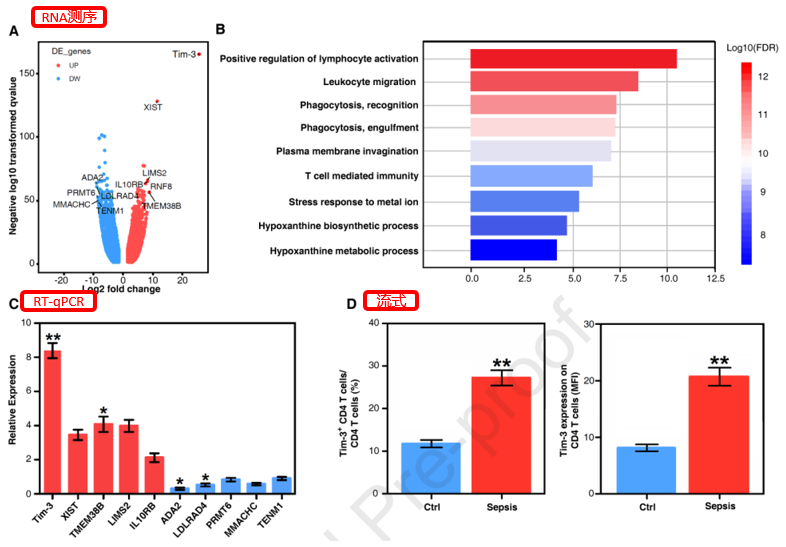 RNA测序
A
DE_genes
UP
DW
Tim-3
XIST
LIMS2
IL10RB
RNF8
TMEM38B
ADA2
PRMT6
LDLRAD4
MMACHC
TENM1
Negative log10 transformed qvalue
150
100
50
0
-20
-10
0
10
20
Log2 fold change
B
Positive regulation of lymphocyte activation
Leukocyte migration
Phagocytosis, recognition
Phagocytosis, engulfment
Plasma membrane invagination
T cell mediated immunity
Stress response to metal ion
Hypoxanthine biosynthetic process
Hypoxanthine metabolic process
0.0
2.5
5.0
7.5
10.0
12.5
Log10(FDR)
12
11
10
9
8
C
RT-qPCR
Relative Expression
10
8
6
4
2
0
**
*
*
*
Tim-3
XIST
TMEM38B
LIMS2
IL10RB
ADA2
LDLRAD4
PRMT6
MMACHC
TENM1
D
流式
Tim-3+ CD4 T cells/
CD4 T cells (%)
40
30
20
10
0
**
Ctrl
Sepsis
Tim-3 expression on
CD4 T cells (MFI)
30
20
10
0
**
Ctrl
Sepsis
Pre-proof